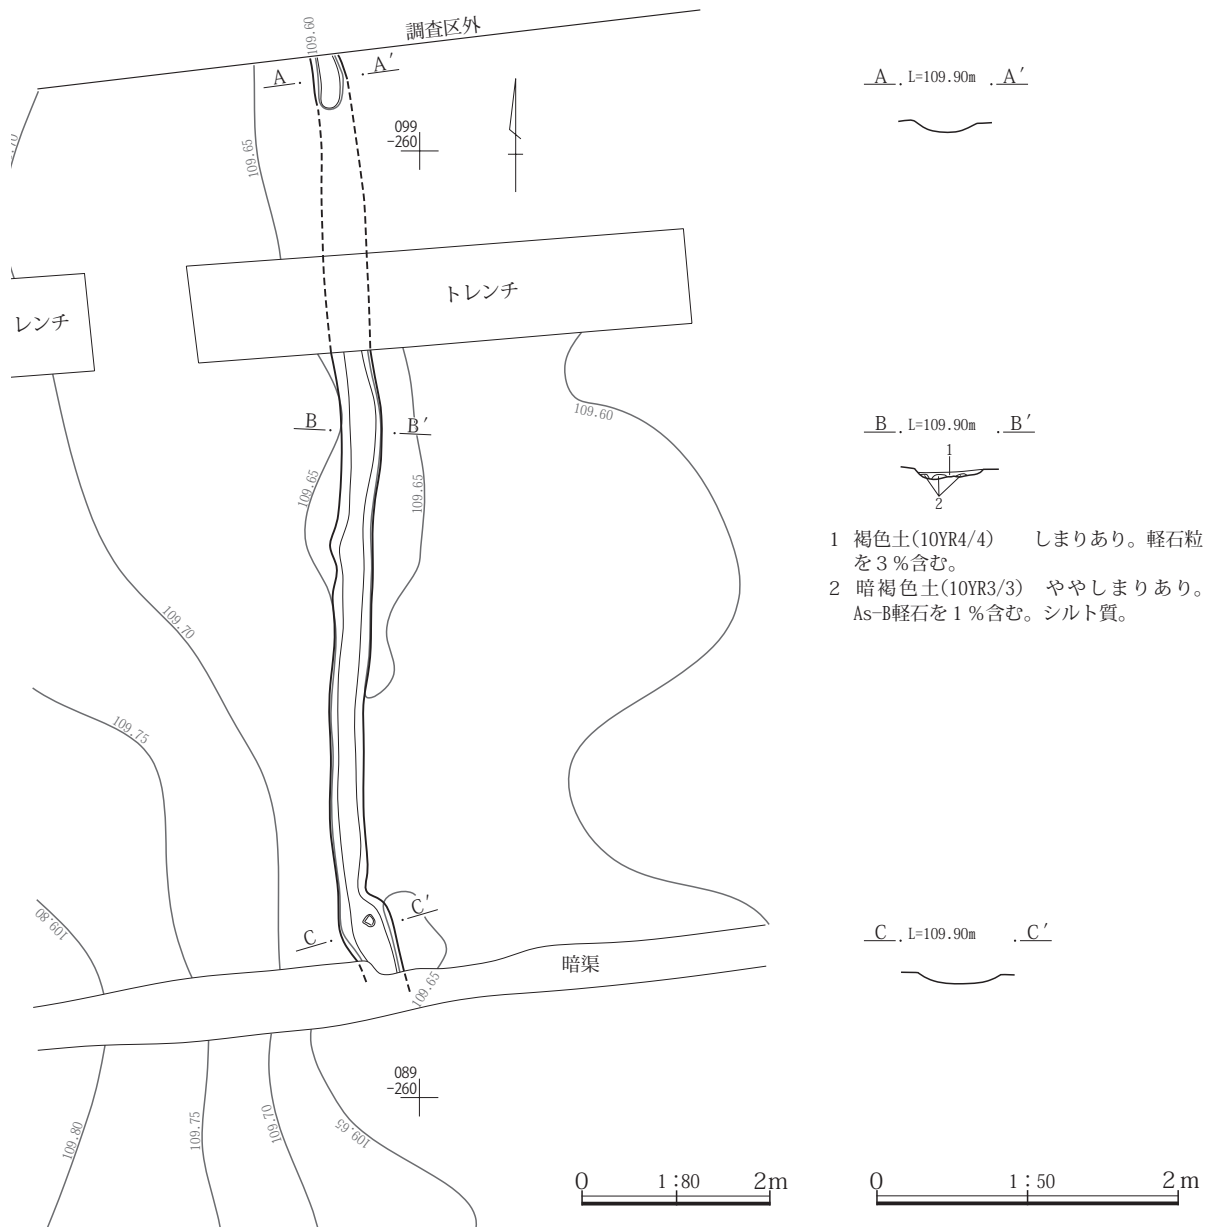 調査区外
109.60
A . . A′
A . L=109.90m . A′
099
-260
109.65
.70
トレンチ
レンチ
B . . B′
109.60
109.65
109.65
B . L=109.90m . B′
1
2
1 褐色土(10YR4/4) しまりあり。軽石粒
を３%含む。
2 暗褐色土(10YR3/3) ややしまりあり。
As-B軽石を１%含む。シルト質。
109.70
109.75
109.80
C . . C′
C . L=109.90m . C′
暗渠
109.65
089
-260
109.80
109.75
109.70
109.65
0 1:80 2m
0 1:50 2m